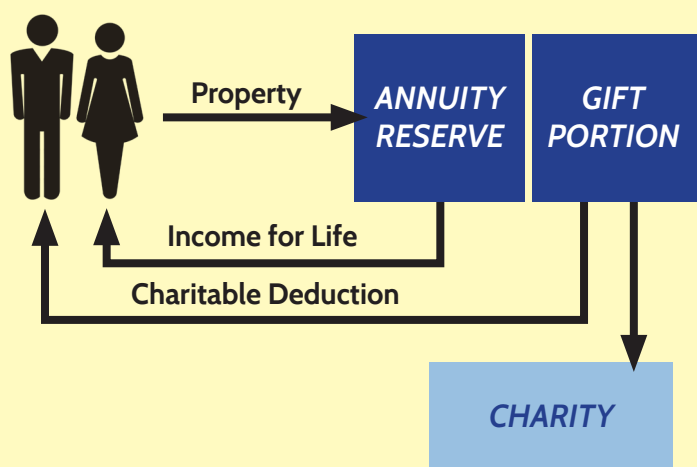 Property
ANNUITY
RESERVE
GIFT
PORTION
Income for Life
Charitable Deduction
CHARITY